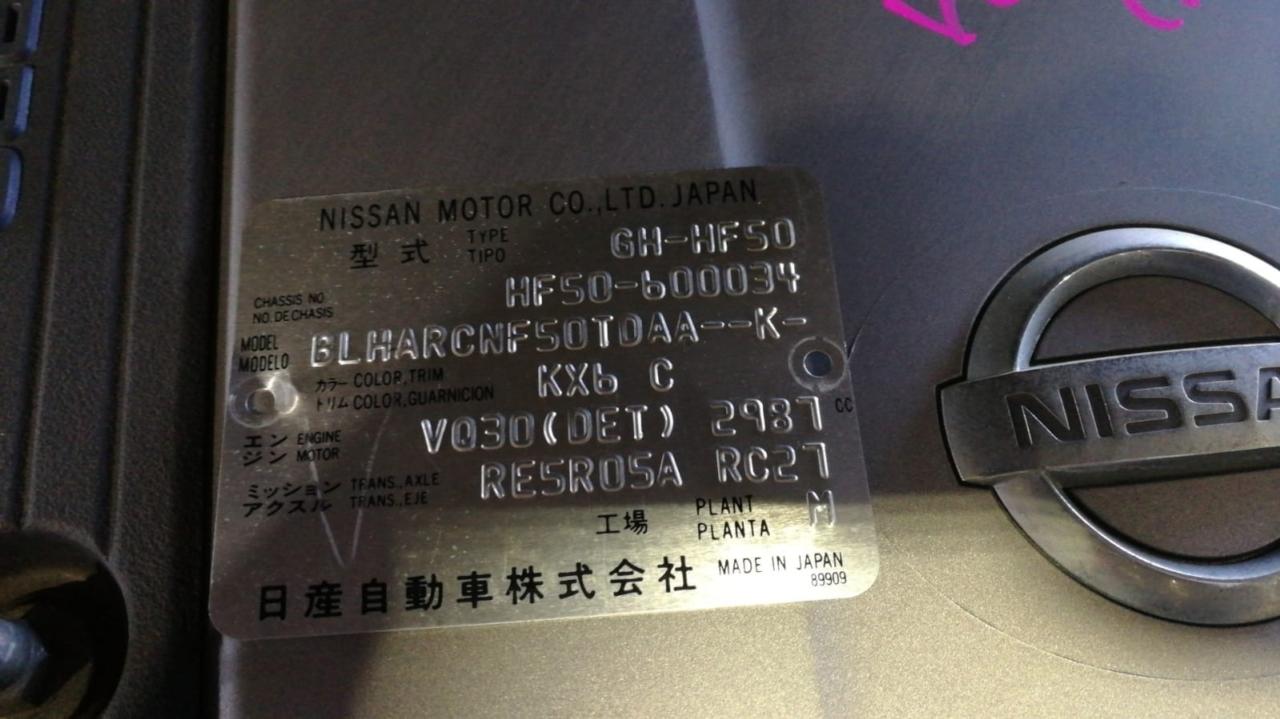 NISSAN MOTOR CO.,LTD. JAPAN
型式 TYPE TIPO GH-HF50
CHASSIS NO. NO.DE CHASIS HF50-600034
MODEL MODELO BLHARCNF50TDAA--K-
カラー トリム COLOR,TRIM COLOR,GUARNICION KX6 C
エンジン ENGINE MOTOR VQ30(DET) 2987 CC
ミッション アクスル TRANS.,AXLE TRANS.,EJE RE5R05A RC27
工場 PLANT PLANTA M
日産自動車株式会社 MADE IN JAPAN
89909
NISSA